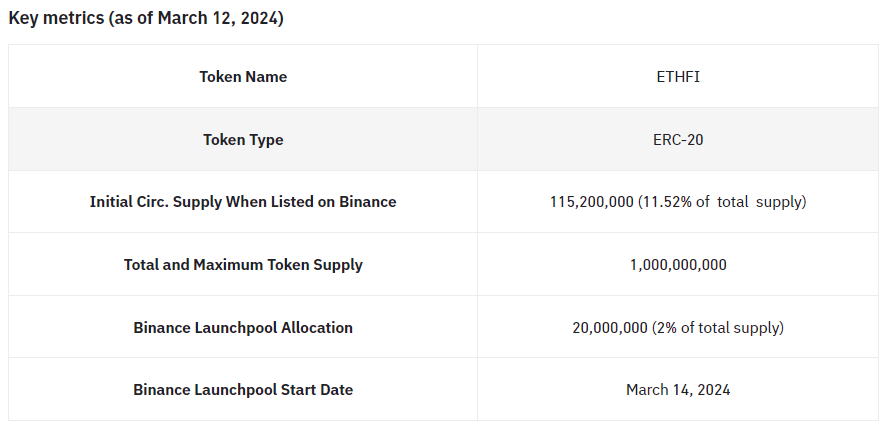 Key metrics (as of March 12, 2024)
Token Name ETHFI
Token Type ERC-20
Initial Circ. Supply When Listed on Binance 115,200,000 (11.52% of total supply)
Total and Maximum Token Supply 1,000,000,000
Binance Launchpool Allocation 20,000,000 (2% of total supply)
Binance Launchpool Start Date March 14, 2024